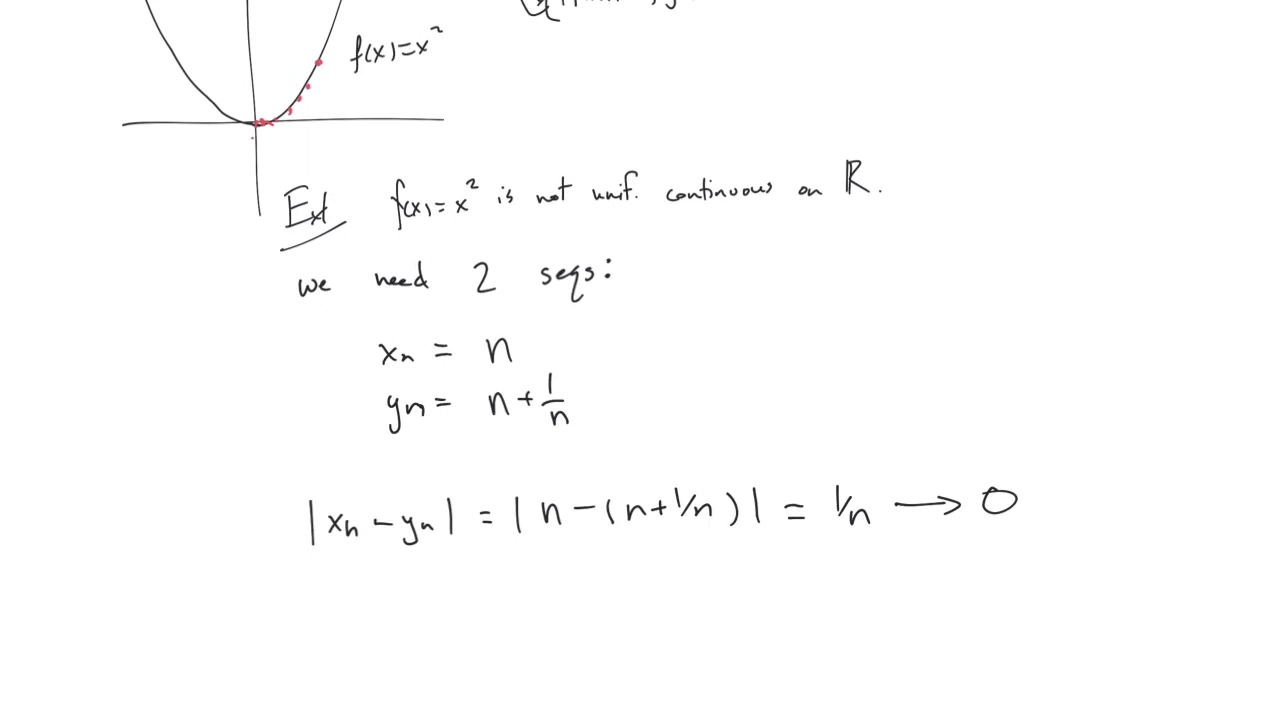 f(x)=x²
Ex/ f(x)=x² is not unif. continuous on ℝ.
we need 2 seqs:
xₙ = n
yₙ = n+1/n
|xₙ-yₙ| = |n-(n+1/n)| = 1/n ⟶ 0